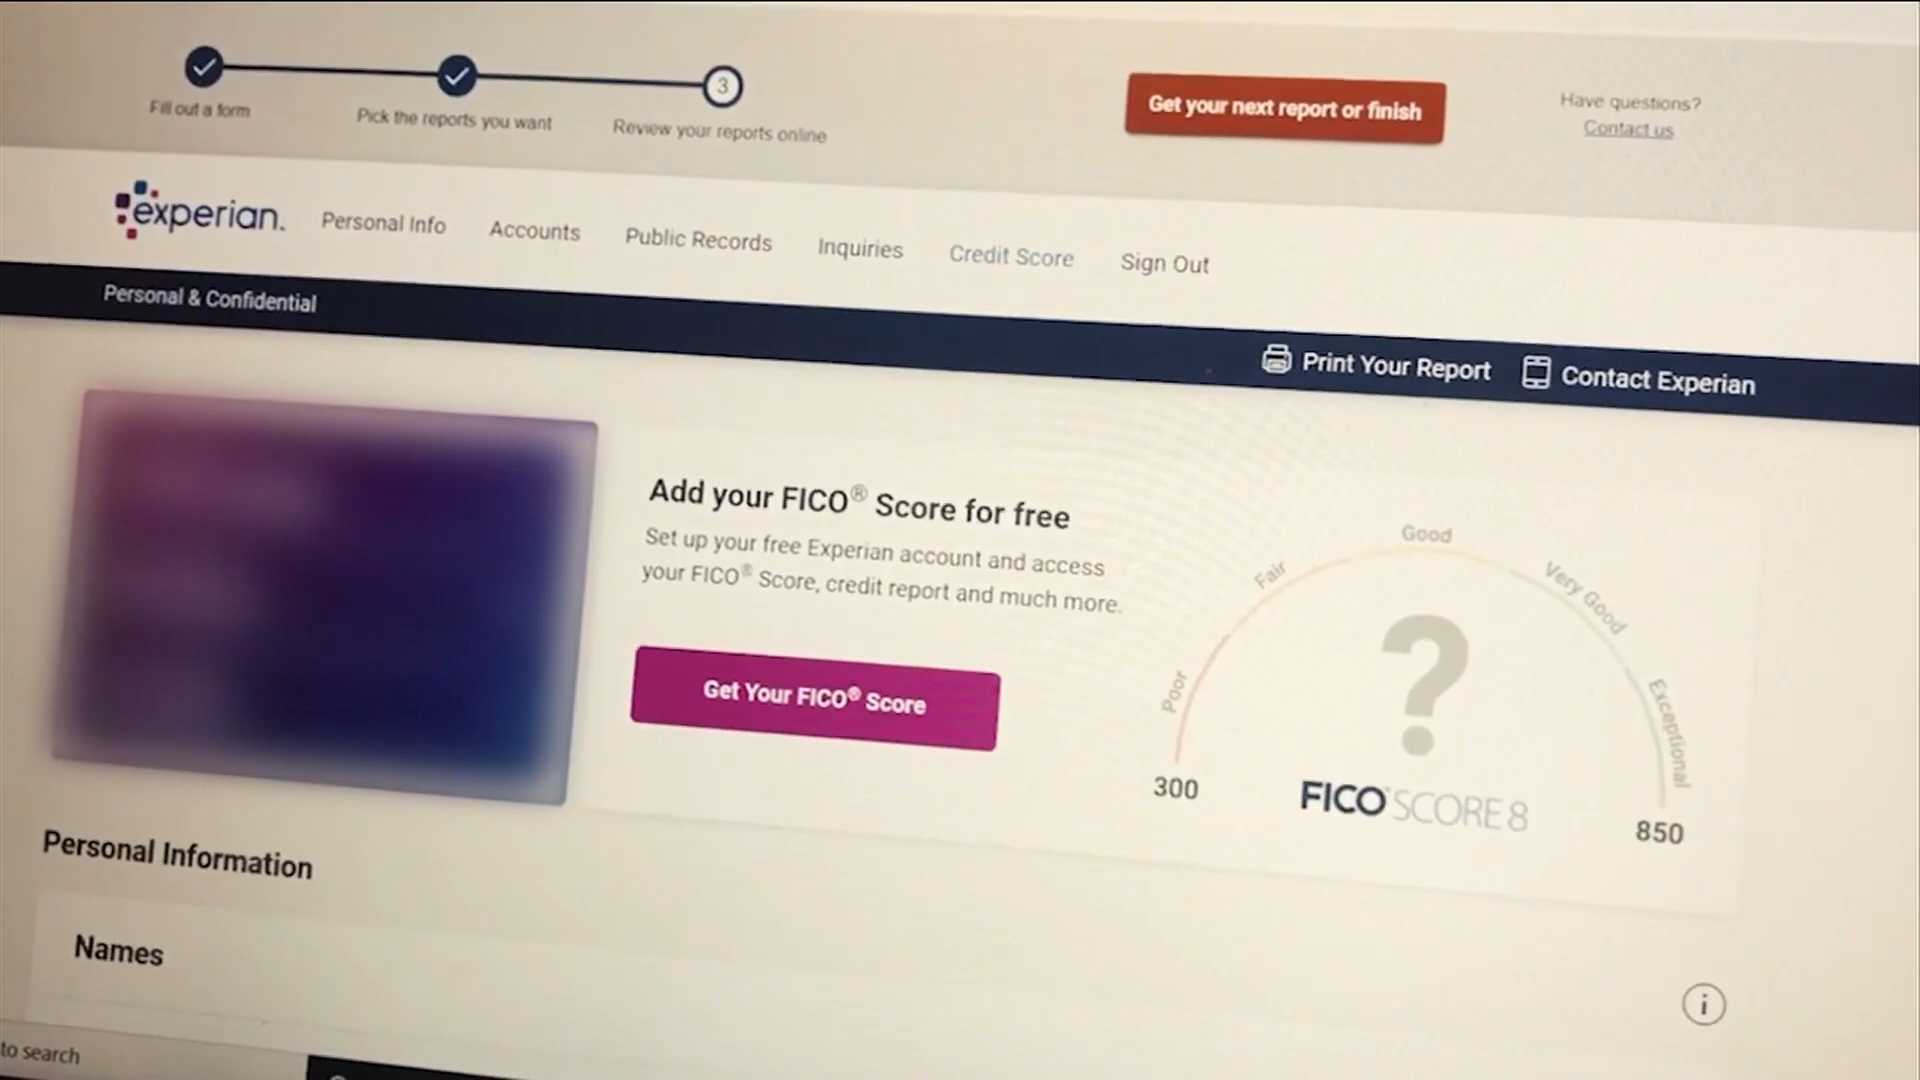 Fill out a form
Pick the reports you want
3
Review your reports online
Get your next report or finish
Have questions?
Contact us
experian.
Personal Info
Accounts
Public Records
Inquiries
Credit Score
Sign Out
Personal & Confidential
Print Your Report
Contact Experian
Add your FICO® Score for free
Set up your free Experian account and access
your FICO® Score, credit report and much more.
Get Your FICO® Score
Poor
Fair
Good
Very Good
Exceptional
?
300
FICO® SCORE 8
850
Personal Information
Names
i
to search